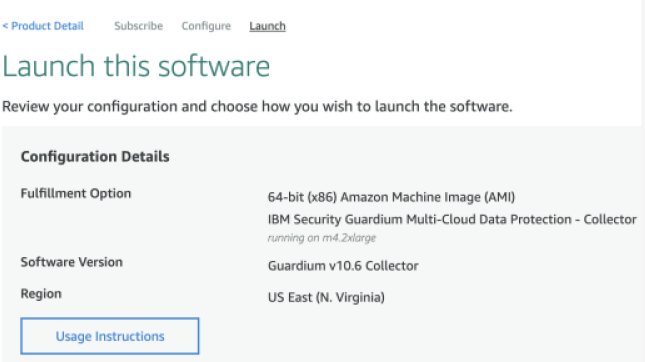 < Product Detail Subscribe Configure Launch
Launch this software
Review your configuration and choose how you wish to launch the software.
Configuration Details
Fulfillment Option 64-bit (x86) Amazon Machine Image (AMI)
IBM Security Guardium Multi-Cloud Data Protection - Collector
running on m4.2xlarge
Software Version Guardium v10.6 Collector
Region US East (N. Virginia)
Usage Instructions